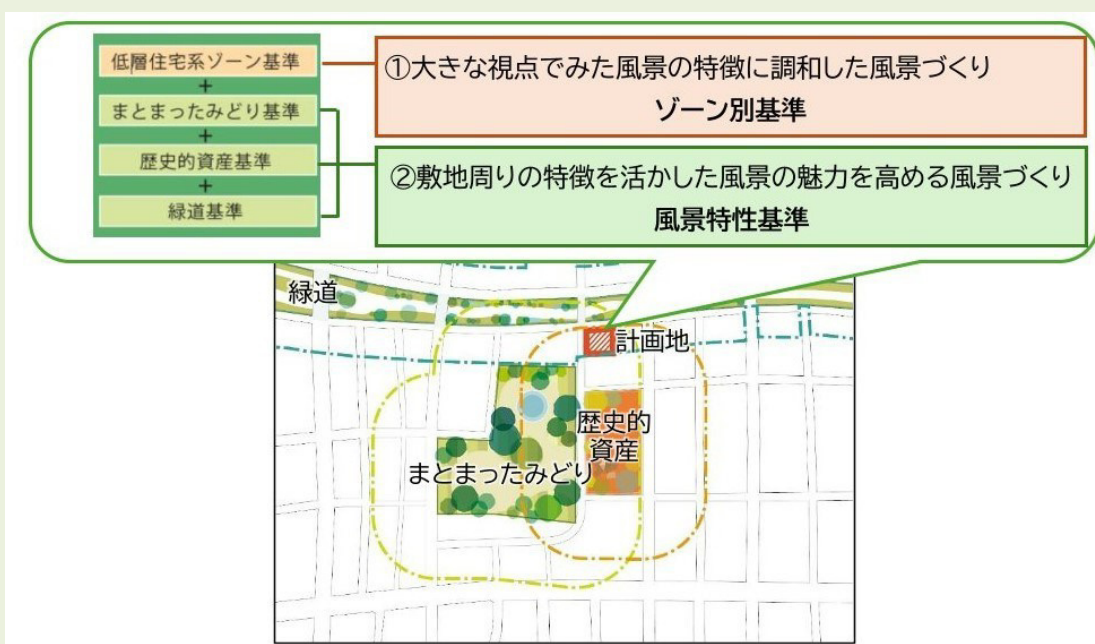 低層住宅系ゾーン基準
+
まとまったみどり基準
+
歴史的資産基準
+
緑道基準
①大きな視点でみた風景の特徴に調和した風景づくり
ゾーン別基準
②敷地周りの特徴を活かした風景の魅力を高める風景づくり
風景特性基準
緑道
計画地
歴史的
資産
まとまったみどり